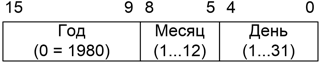 15 9 8 5 4 0
Год Месяц День
(0 = 1980) (1...12) (1...31)